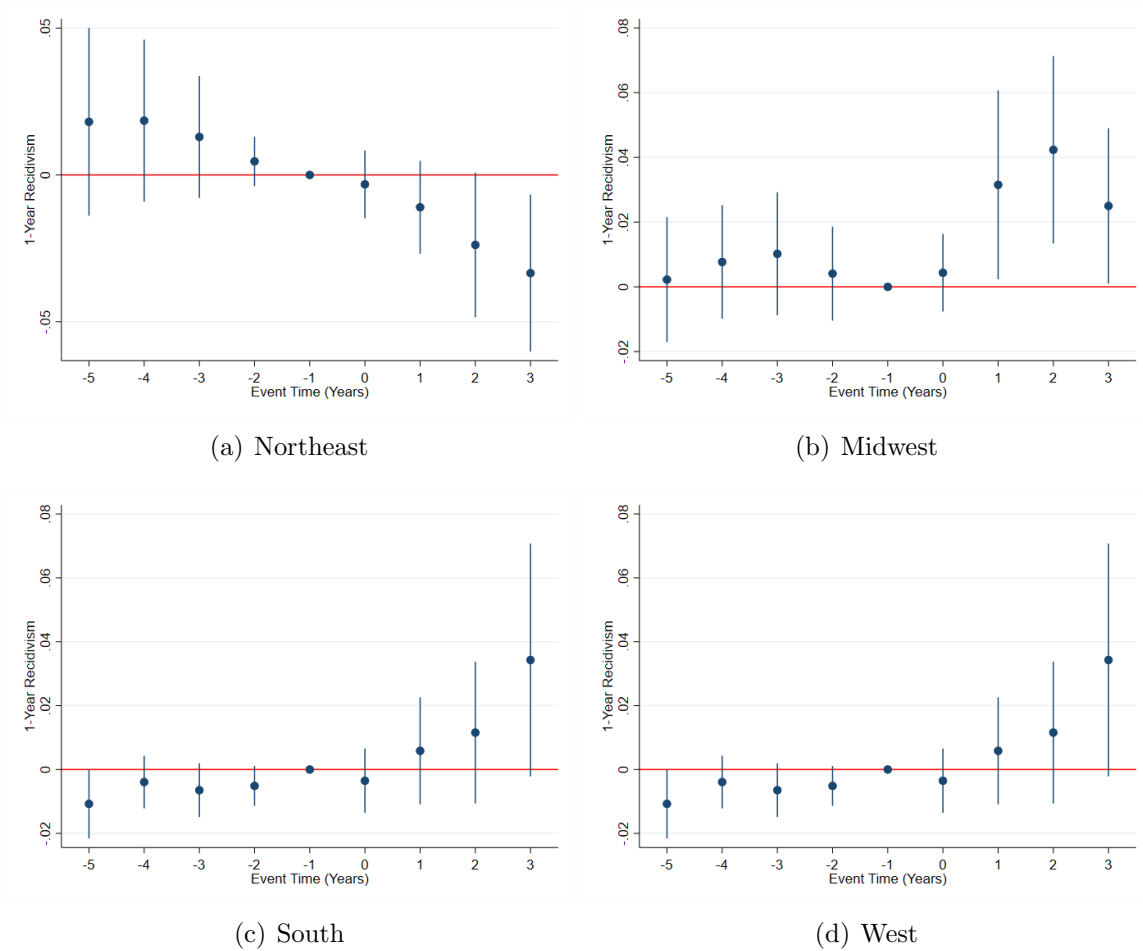 .05
0
-.05
1-Year Recidivism
-5 -4 -3 -2 -1 0 1 2 3
Event Time (Years)
(a) Northeast
.08
.06
.04
.02
0
-.02
1-Year Recidivism
-5 -4 -3 -2 -1 0 1 2 3
Event Time (Years)
(b) Midwest
.08
.06
.04
.02
0
-.02
1-Year Recidivism
-5 -4 -3 -2 -1 0 1 2 3
Event Time (Years)
(c) South
.08
.06
.04
.02
0
-.02
1-Year Recidivism
-5 -4 -3 -2 -1 0 1 2 3
Event Time (Years)
(d) West